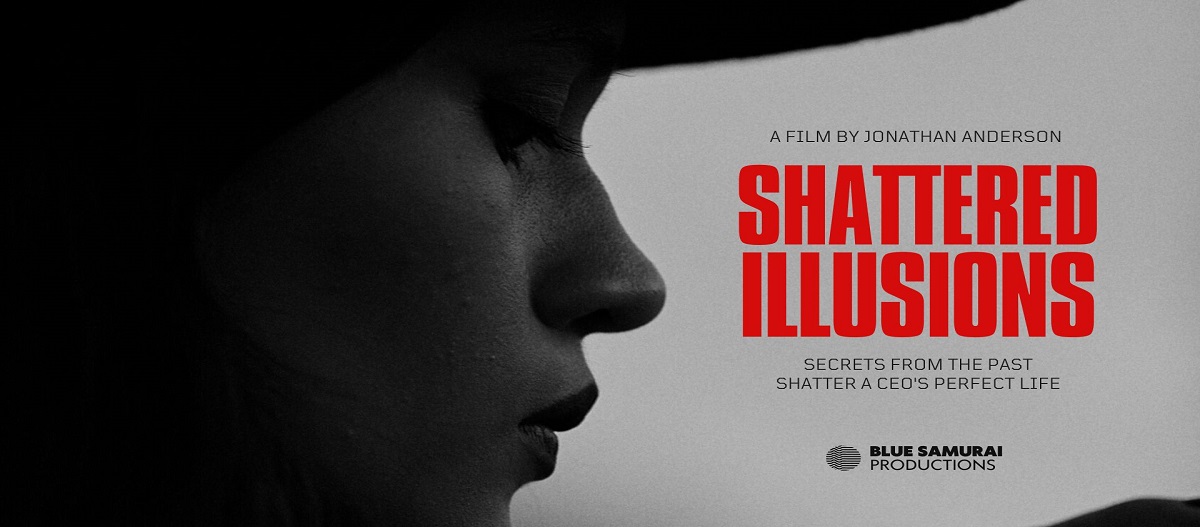 A FILM BY JONATHAN ANDERSON
SHATTERED
ILLUSIONS
SECRETS FROM THE PAST
SHATTER A CEO'S PERFECT LIFE
BLUE SAMURAI
PRODUCTIONS